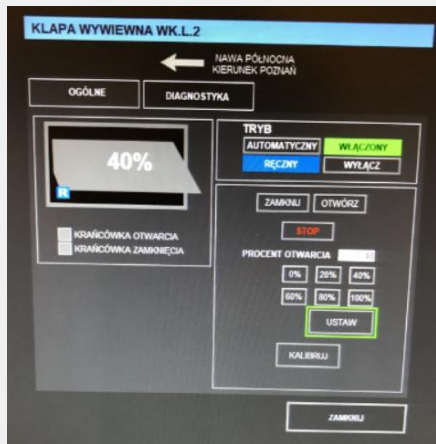 KLAPA WYWIEWNA WK.L.2
NAWA PÓŁNOCNA
KIERUNEK POZNAŃ
OGÓLNE
DIAGNOSTYKA
40%
R
KRAŃCÓWKA OTWARCIA
KRAŃCÓWKA ZAMKNIĘCIA
TRYB
AUTOMATYCZNY WŁĄCZONY
RĘCZNY WYŁĄCZ
ZAMKNIJ OTWÓRZ
STOP
PROCENT OTWARCIA
0% 20% 40%
60% 80% 100%
USTAW
KALIBRUJ
ZAMKNIJ